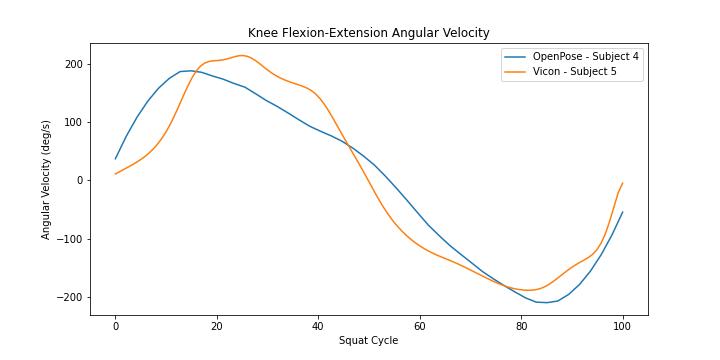 Knee Flexion-Extension Angular Velocity
OpenPose - Subject 4
Vicon - Subject 5
Angular Velocity (deg/s)
200
100
0
−100
−200
0 20 40 60 80 100
Squat Cycle